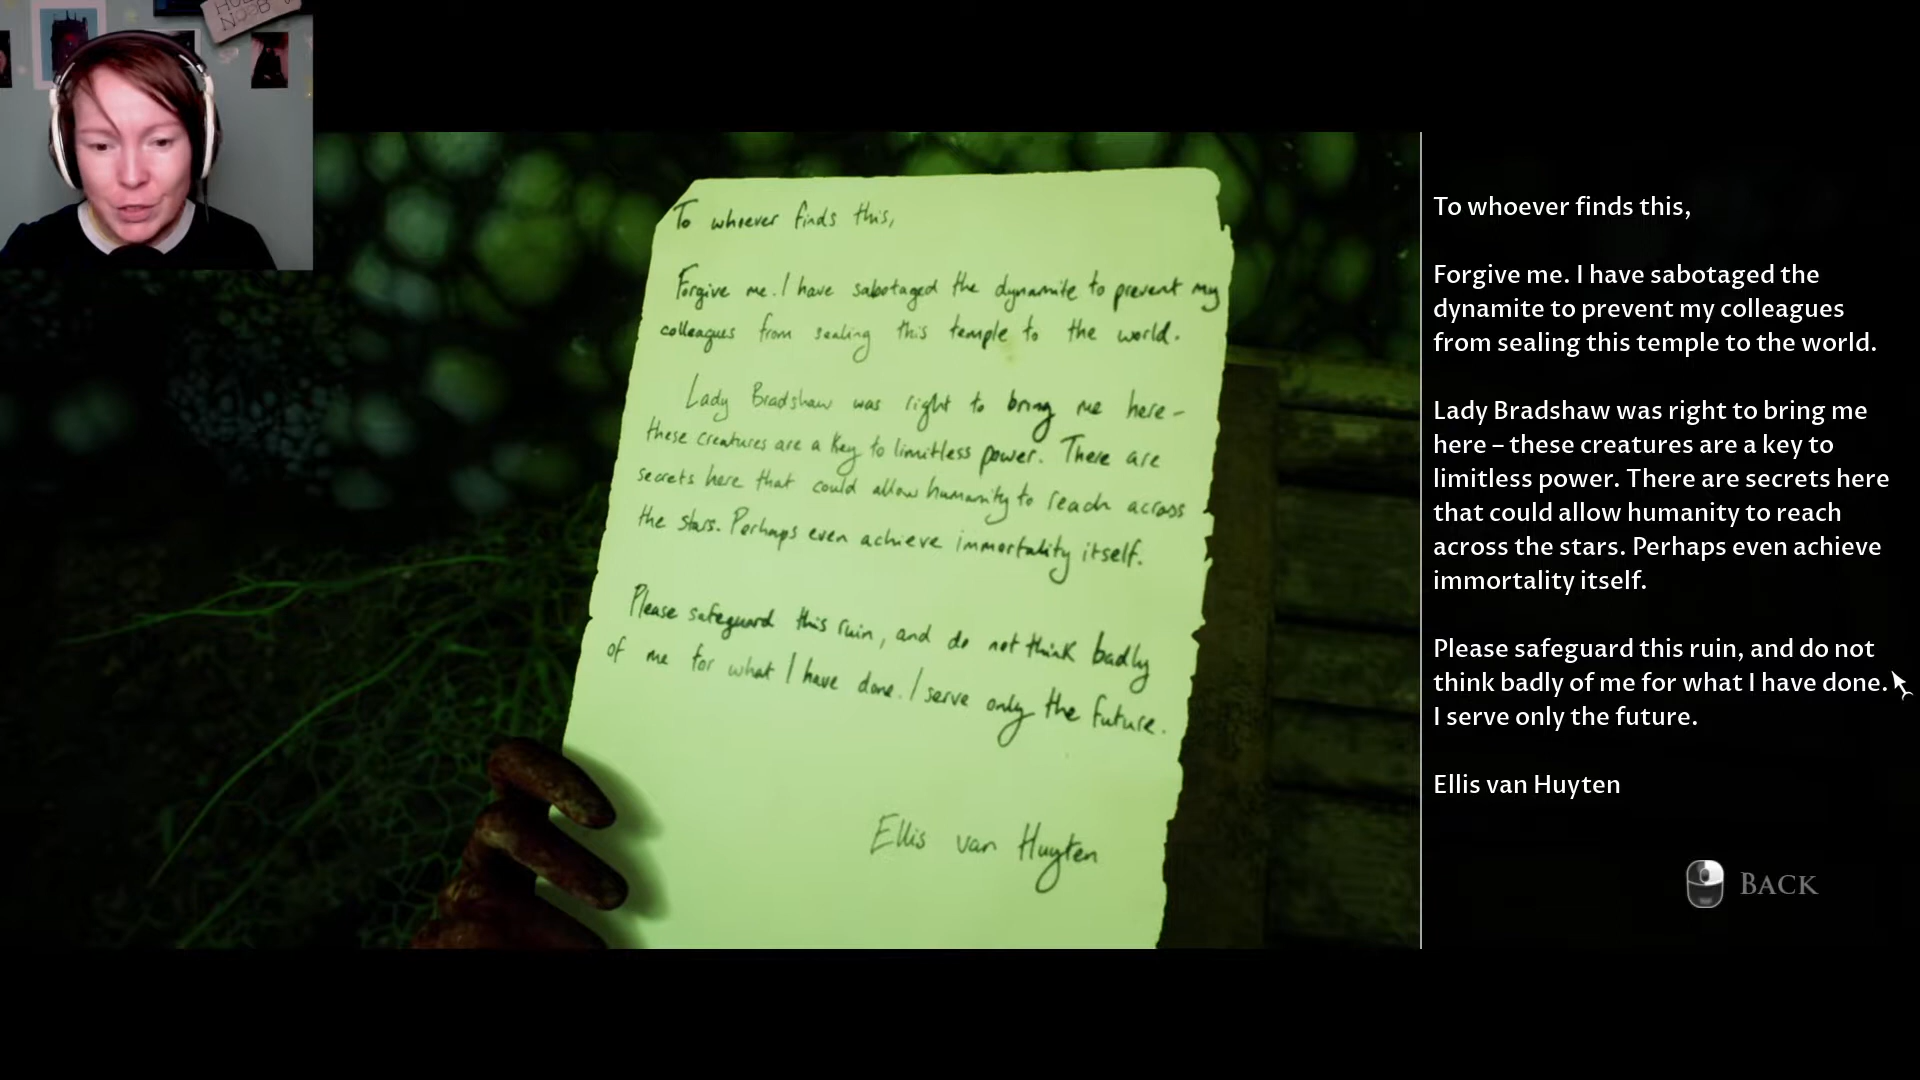 To whoever finds this,
Forgive me. I have sabotaged the dynamite to prevent my
colleagues from sealing this temple to the world.
Lady Bradshaw was right to bring me here –
these creatures are a key to limitless power. There are
secrets here that could allow humanity to reach across
the stars. Perhaps even achieve immortality itself.
Please safeguard this ruin, and do not think badly
of me for what I have done. I serve only the future.
Ellis van Huyten
To whoever finds this,
Forgive me. I have sabotaged the
dynamite to prevent my colleagues
from sealing this temple to the world.
Lady Bradshaw was right to bring me
here – these creatures are a key to
limitless power. There are secrets here
that could allow humanity to reach
across the stars. Perhaps even achieve
immortality itself.
Please safeguard this ruin, and do not
think badly of me for what I have done.
I serve only the future.
Ellis van Huyten
BACK